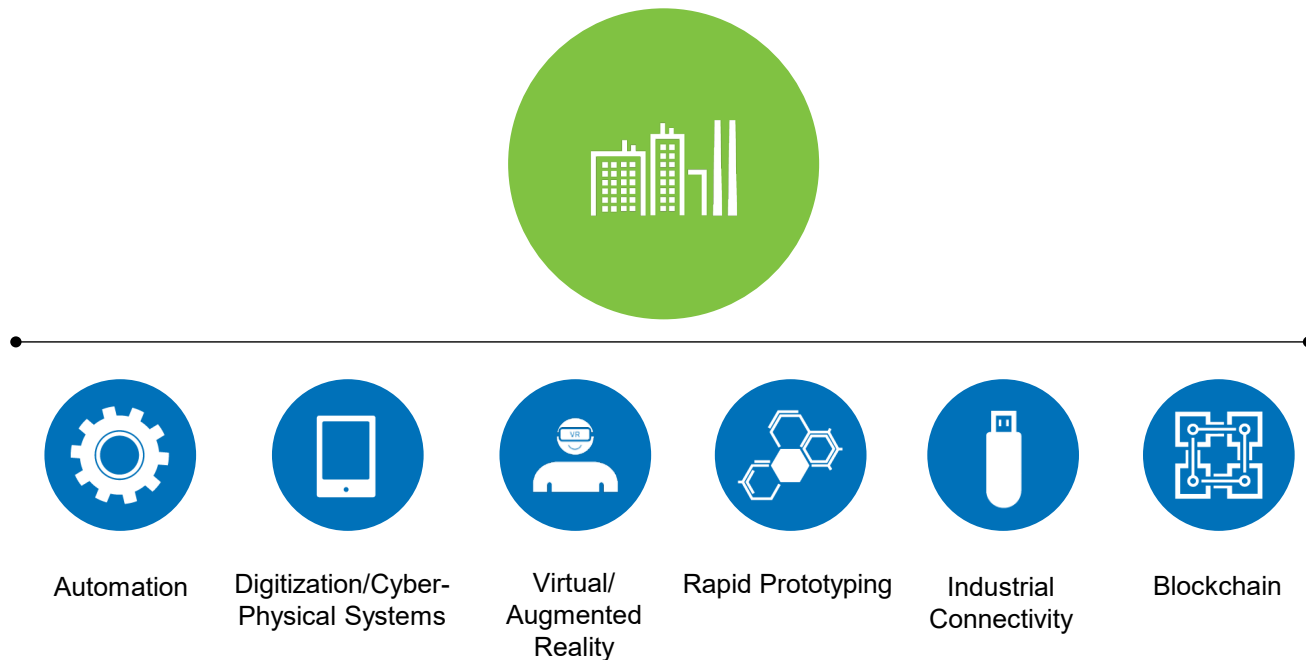 VR
Automation
Digitization/Cyber-
Physical Systems
Virtual/
Augmented
Reality
Rapid Prototyping
Industrial
Connectivity
Blockchain